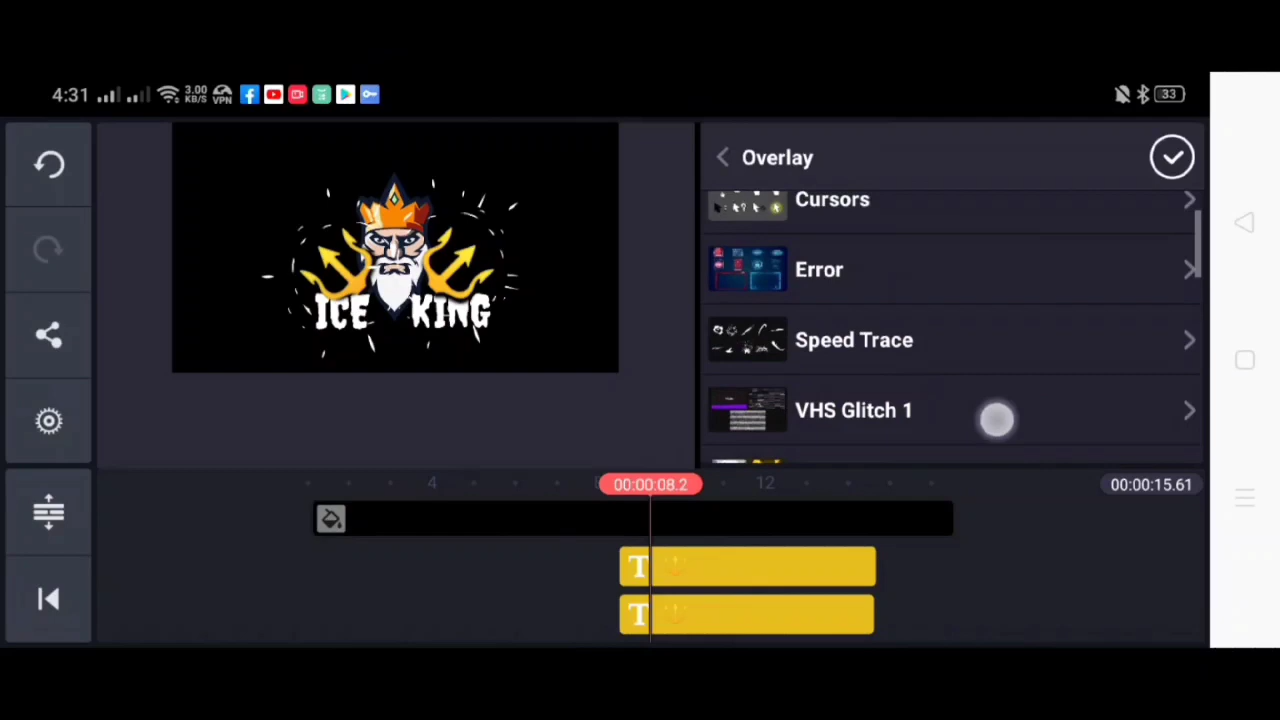 4:31 3.00 KB/S VPN 33
Overlay
Cursors
Error
Speed Trace
VHS Glitch 1
ICE KING
4 00:00:08.2 12 00:00:15.61
T
T